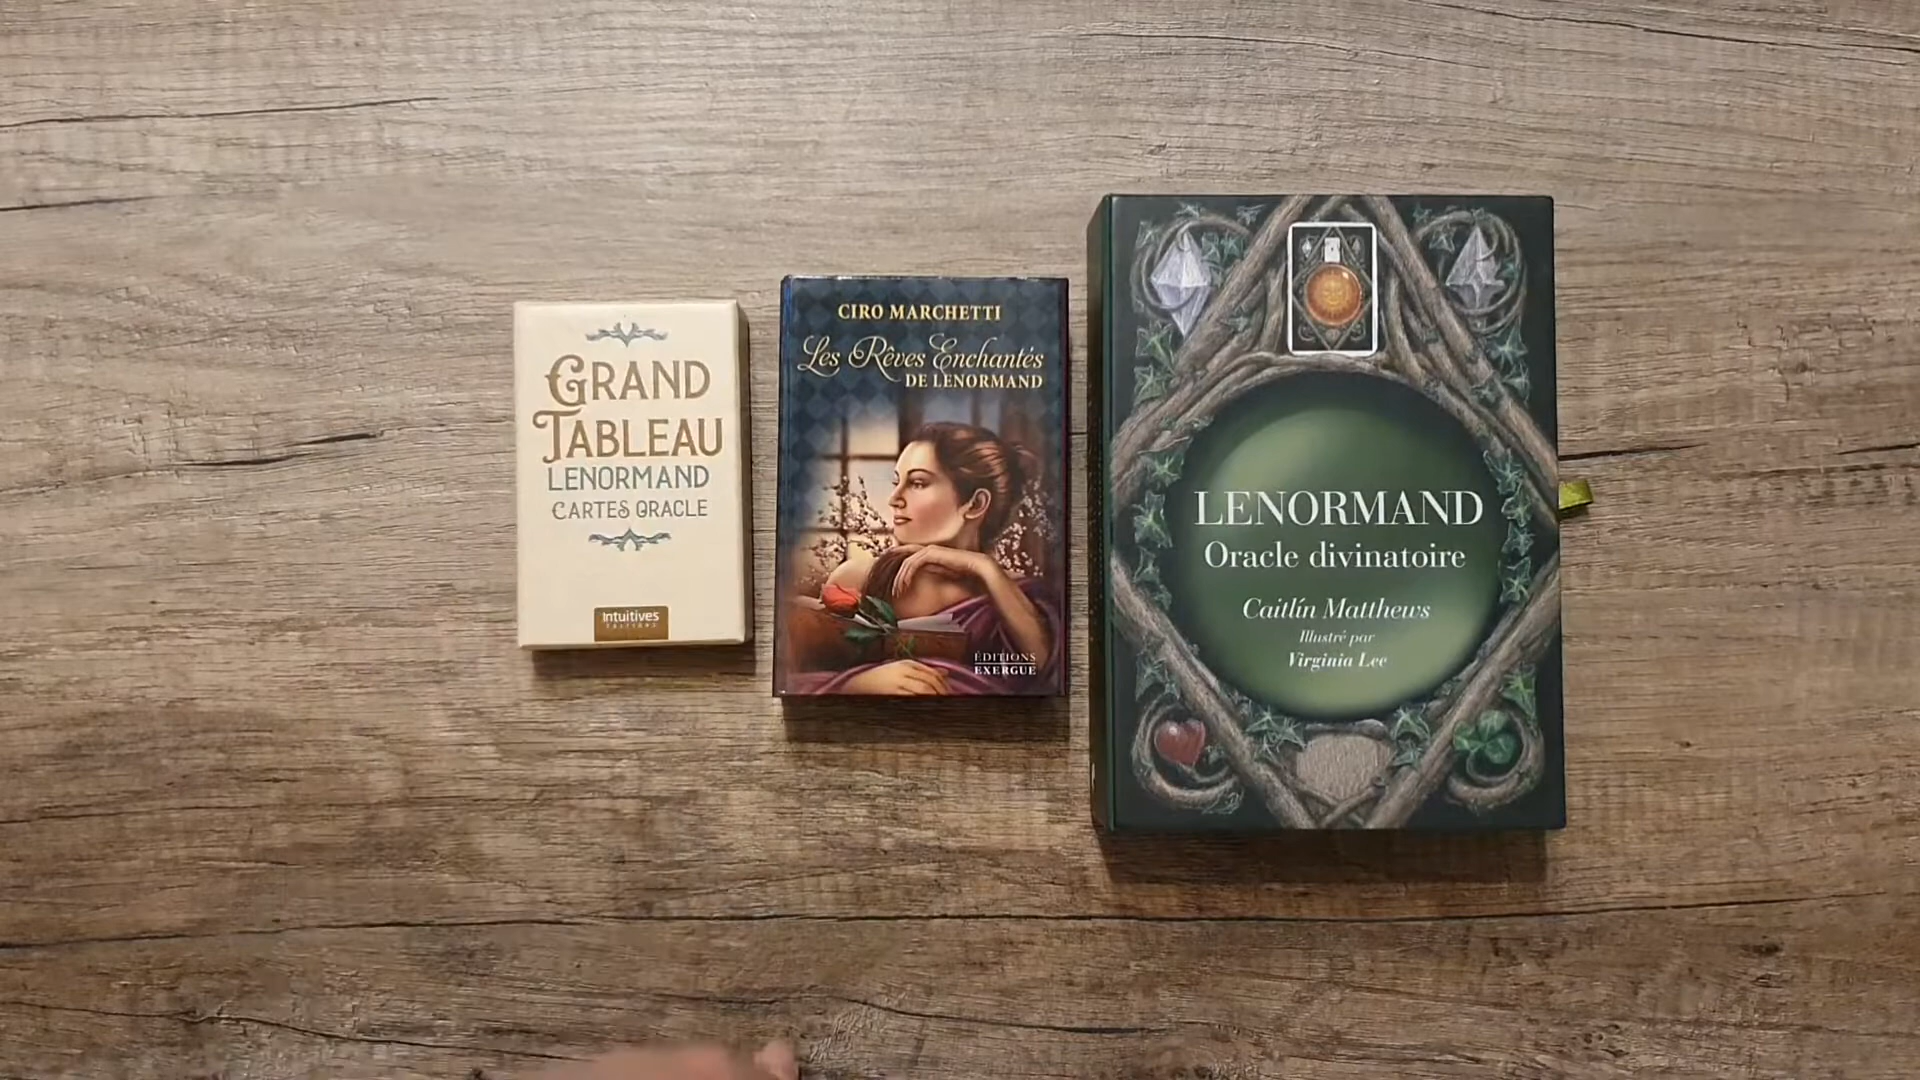 GRAND
TABLEAU
LENORMAND
CARTES ORACLE
Intuitives
ÉDITIONS
CIRO MARCHETTI
Les Rêves Enchantés
DE LENORMAND
ÉDITIONS
EXERGUE
LENORMAND
Oracle divinatoire
Caitlín Matthews
Illustré par
Virginia Lee